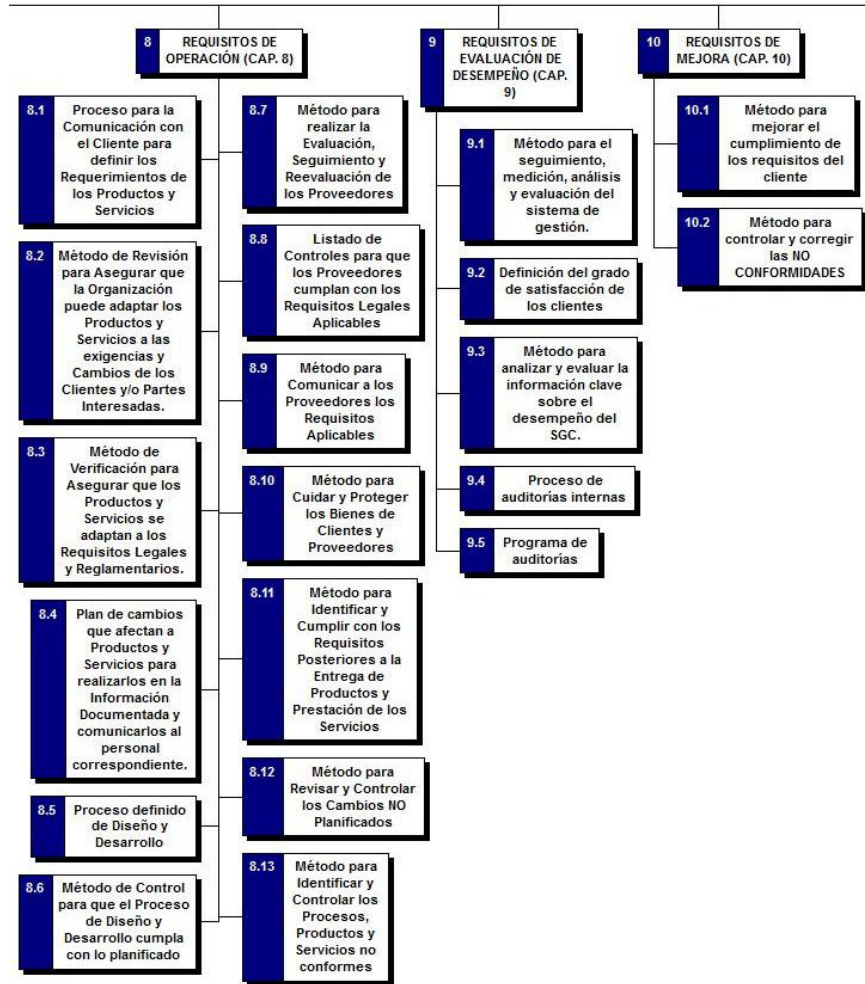 8 REQUISITOS DE
OPERACIÓN (CAP. 8)
8.1 Proceso para la
Comunicación con
el Cliente para
definir los
Requerimientos de
los Productos y
Servicios
8.2 Método de Revisión
para Asegurar que
la Organización
puede adaptar los
Productos y
Servicios a las
exigencias y
Cambios de los
Clientes y/o Partes
Interesadas.
8.3 Método de
Verificación para
Asegurar que los
Productos y
Servicios se
adaptan a los
Requisitos Legales
y Reglamentarios.
8.4 Plan de cambios
que afectan a
Productos y
Servicios para
realizarlos en la
Información
Documentada y
comunicarlos al
personal
correspondiente.
8.5 Proceso definido
de Diseño y
Desarrollo
8.6 Método de Control
para que el Proceso
de Diseño y
Desarrollo cumpla
con lo planificado
8.7 Método para
realizar la
Evaluación,
Seguimiento y
Reevaluación de
los Proveedores
8.8 Listado de
Controles para que
los Proveedores
cumplan con los
Requisitos Legales
Aplicables
8.9 Método para
Comunicar a los
Proveedores los
Requisitos
Aplicables
8.10 Método para
Cuidar y Proteger
los Bienes de
Clientes y
Proveedores
8.11 Método para
Identificar y
Cumplir con los
Requisitos
Posteriores a la
Entrega de
Productos y
Prestación de los
Servicios
8.12 Método para
Revisar y Controlar
los Cambios NO
Planificados
8.13 Método para
Identificar y
Controlar los
Procesos,
Productos y
Servicios no
conformes
9 REQUISITOS DE
EVALUACIÓN DE
DESEMPEÑO (CAP.
9)
9.1 Método para el
seguimiento,
medición, análisis
y evaluación del
sistema de
gestión.
9.2 Definición del grado
de satisfacción de
los clientes
9.3 Método para
analizar y evaluar la
información clave
sobre el
desempeño del
SGC.
9.4 Proceso de
auditorías internas
9.5 Programa de
auditorías
10 REQUISITOS DE
MEJORA (CAP. 10)
10.1 Método para
mejorar el
cumplimiento de
los requisitos del
cliente
10.2 Método para
controlar y corregir
las NO
CONFORMIDADES